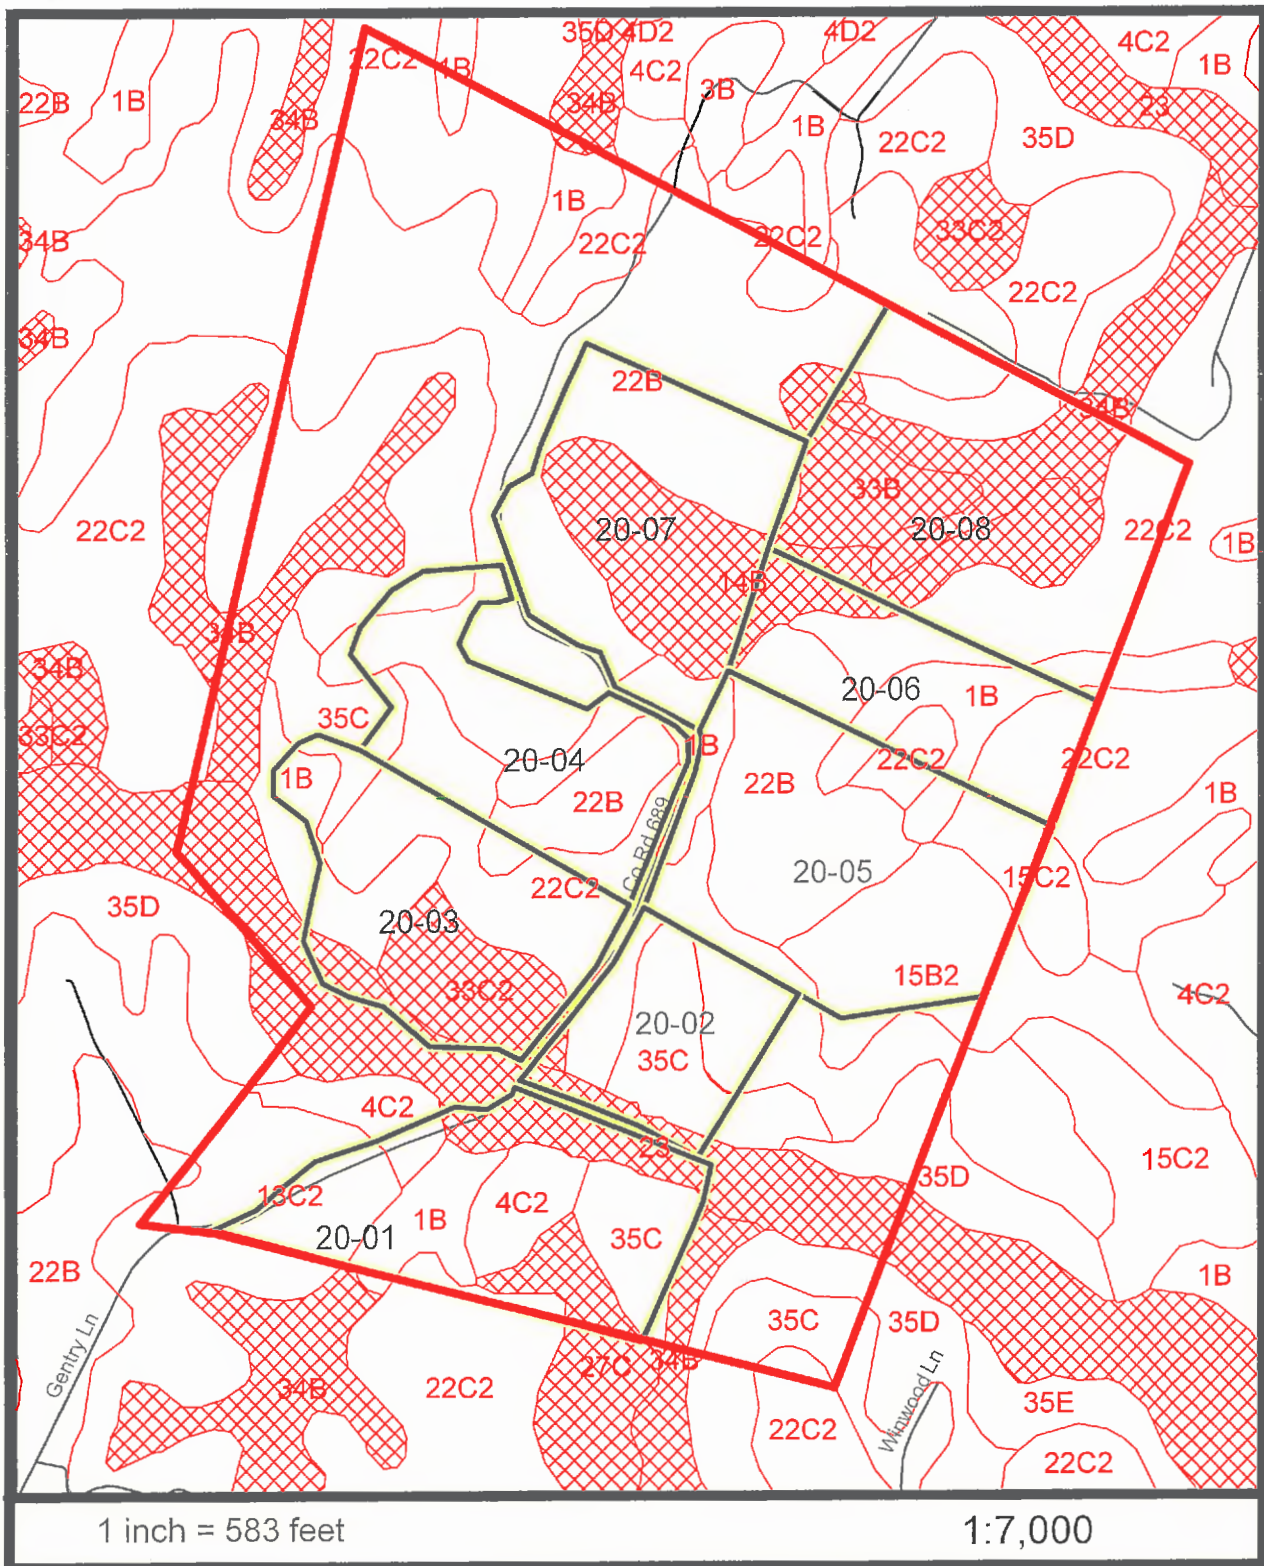 35D 4D2 4D2
22C2 1B 4C2 4C2 1B
22B 1B 34B 34B 3B 1B 23
22C2 35D
1B
34B 22C2 22C2 33C2
22C2
34B
22B 34B
33B
22C2 20-07 20-08 22C2 1B
14B
34B
34B 20-06 1B
33C2 35C 1B
20-04 22C2 22C2
1B 22B 22B 1B
Co Rd 689
20-05 15C2
22C2
35D 20-03
33C2 15B2 4C2
20-02
35C
4C2
23 15C2
13C2 4C2 35D
1B
20-01 35C
22B 1B
35C 35D
Gentry Ln
27C 34B
34B 22C2 Winwood Ln
35E
22C2
22C2
1 inch = 583 feet 1:7,000